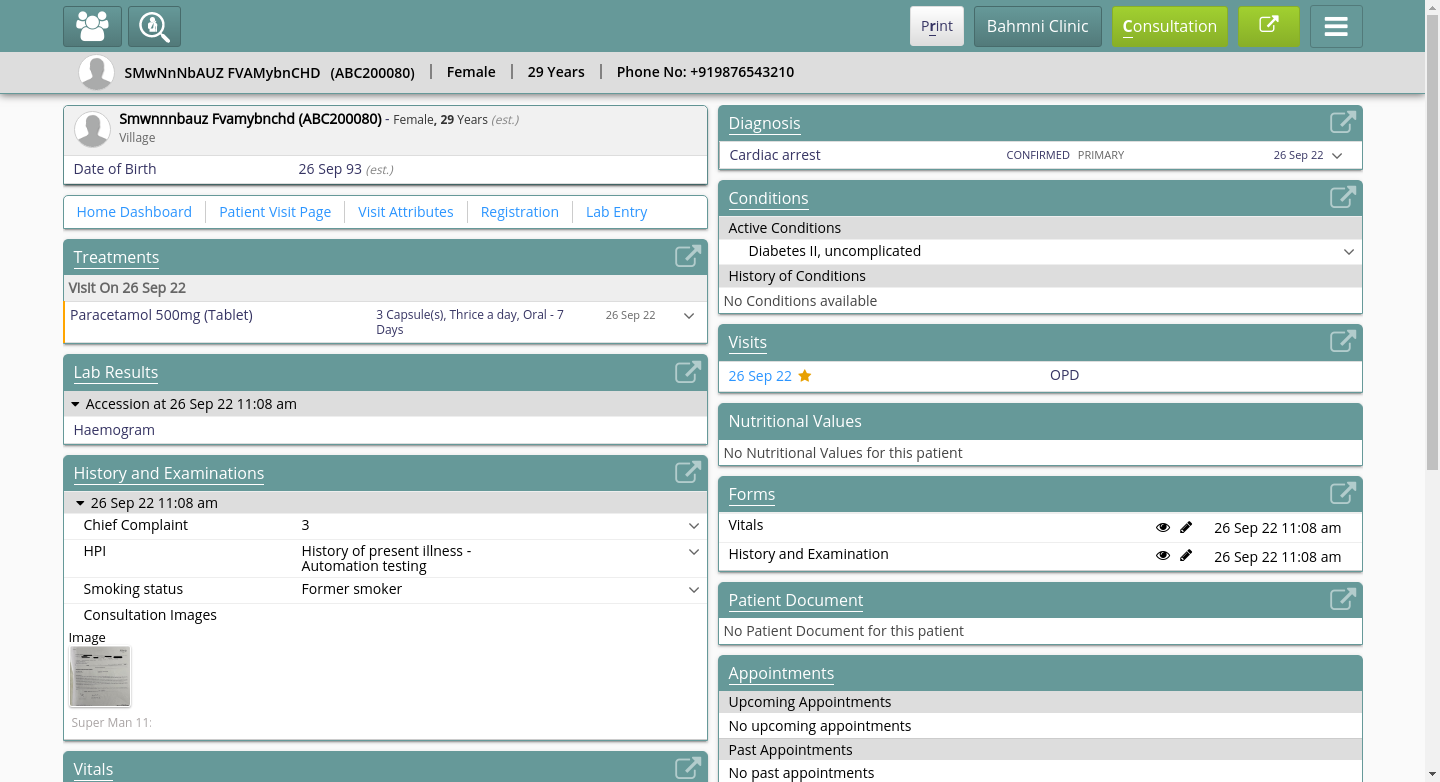 Print
Bahmni Clinic
Consultation
SMwNnNbAUZ FVAMybnCHD (ABC200080) | Female | 29 Years | Phone No: +919876543210
Smwnnnbauz Fvamybnchd (ABC200080) - Female, 29 Years (est.)
Village
Date of Birth 26 Sep 93 (est.)
Home Dashboard
Patient Visit Page
Visit Attributes
Registration
Lab Entry
Treatments
Visit On 26 Sep 22
Paracetamol 500mg (Tablet) 3 Capsule(s), Thrice a day, Oral - 7 26 Sep 22
Days
Lab Results
Accession at 26 Sep 22 11:08 am
Haemogram
History and Examinations
26 Sep 22 11:08 am
Chief Complaint 3
HPI History of present illness -
Automation testing
Smoking status Former smoker
Consultation Images
Image
Super Man 11:
Vitals
Diagnosis
Cardiac arrest CONFIRMED PRIMARY 26 Sep 22
Conditions
Active Conditions
Diabetes II, uncomplicated
History of Conditions
No Conditions available
Visits
26 Sep 22 OPD
Nutritional Values
No Nutritional Values for this patient
Forms
Vitals 26 Sep 22 11:08 am
History and Examination 26 Sep 22 11:08 am
Patient Document
No Patient Document for this patient
Appointments
Upcoming Appointments
No upcoming appointments
Past Appointments
No past appointments